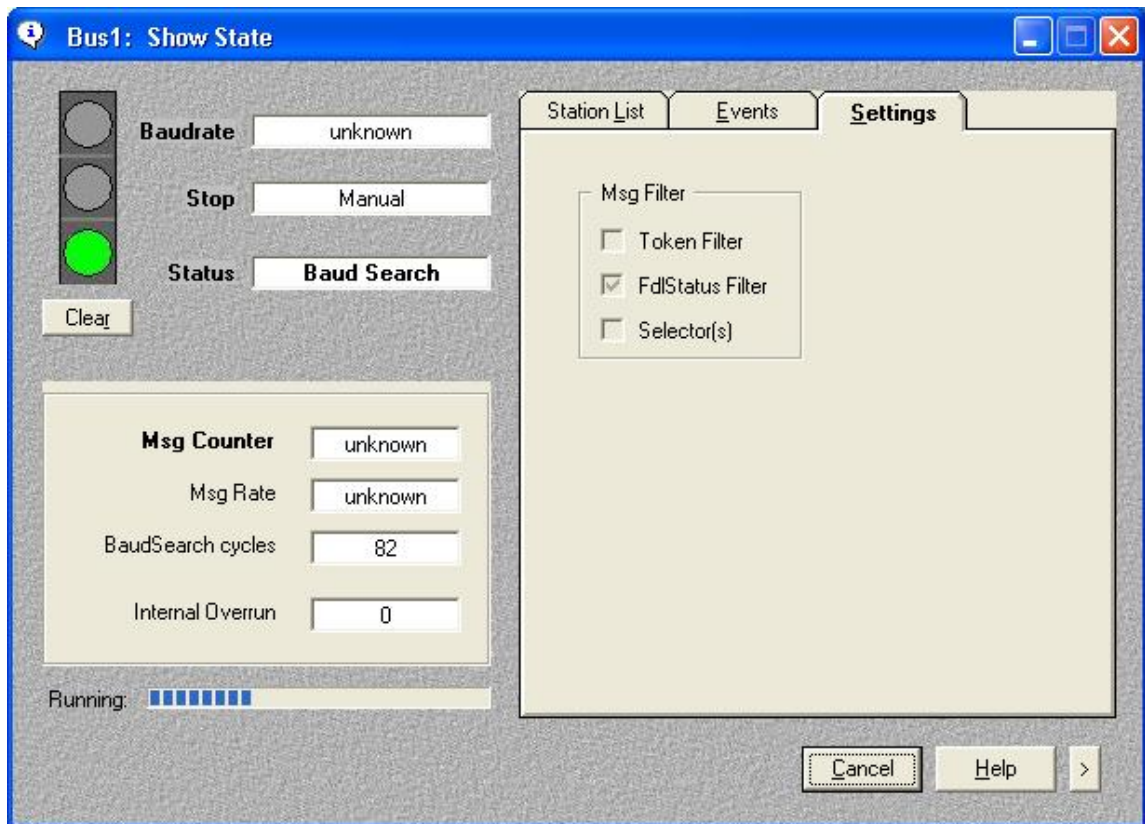 Bus1: Show State
Baudrate unknown
Stop Manual
Status Baud Search
Clear
Msg Counter unknown
Msg Rate unknown
BaudSearch cycles 82
Internal Overrun 0
Running:
Station List Events Settings
Msg Filter
Token Filter
FdlStatus Filter
Selector(s)
Cancel Help >